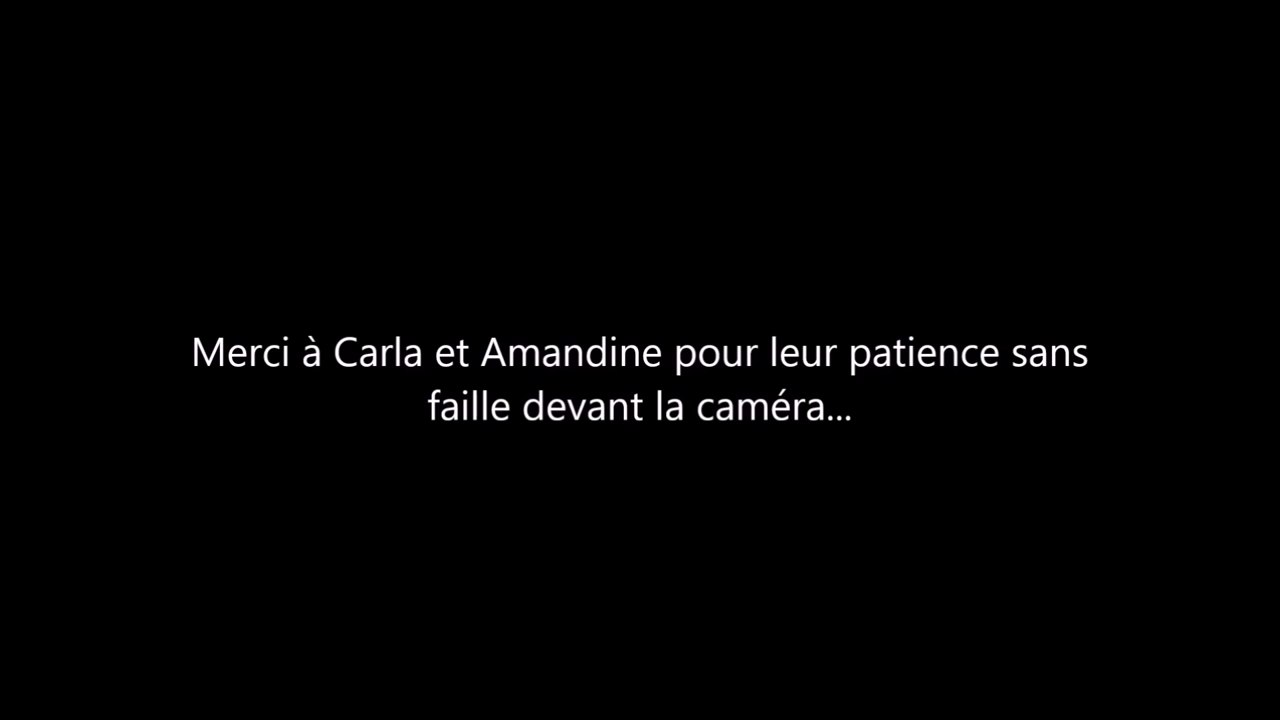 Merci à Carla et Amandine pour leur patience sans
faille devant la caméra...